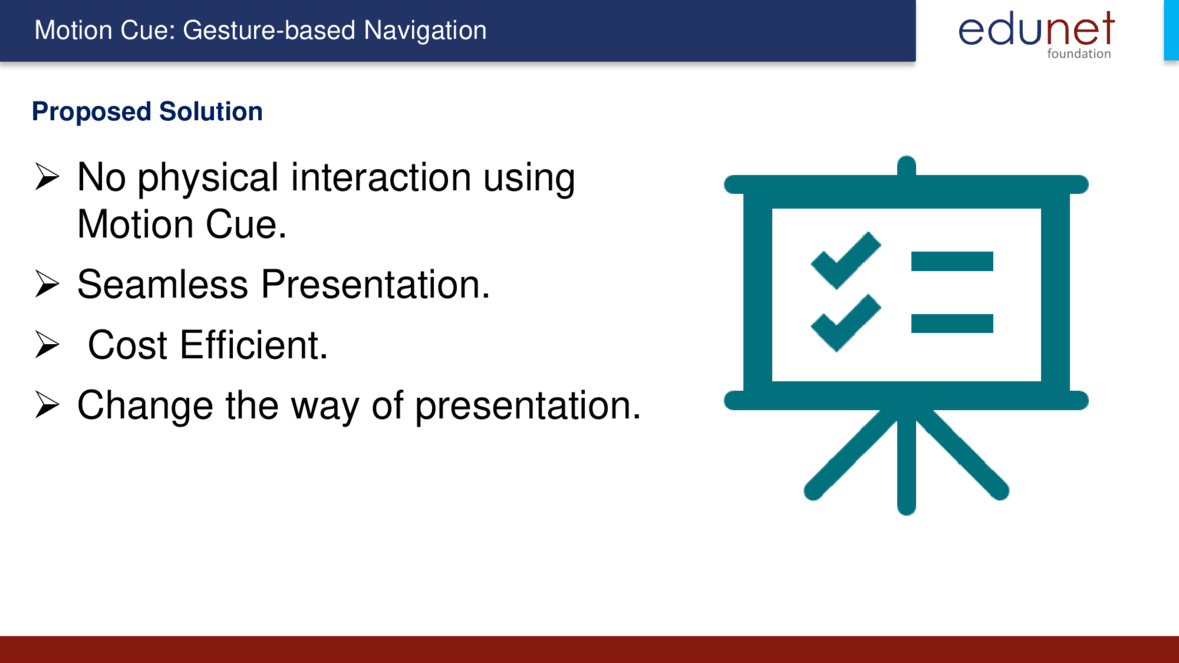 Motion Cue: Gesture-based Navigation
edunet
foundation
Proposed Solution
➢ No physical interaction using
Motion Cue.
➢ Seamless Presentation.
➢ Cost Efficient.
➢ Change the way of presentation.